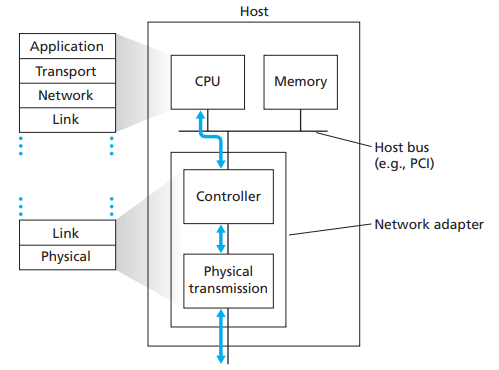 Host
Application
Transport
Network
Link
CPU
Memory
Host bus
(e.g., PCI)
Controller
Network adapter
Link
Physical
Physical
transmission